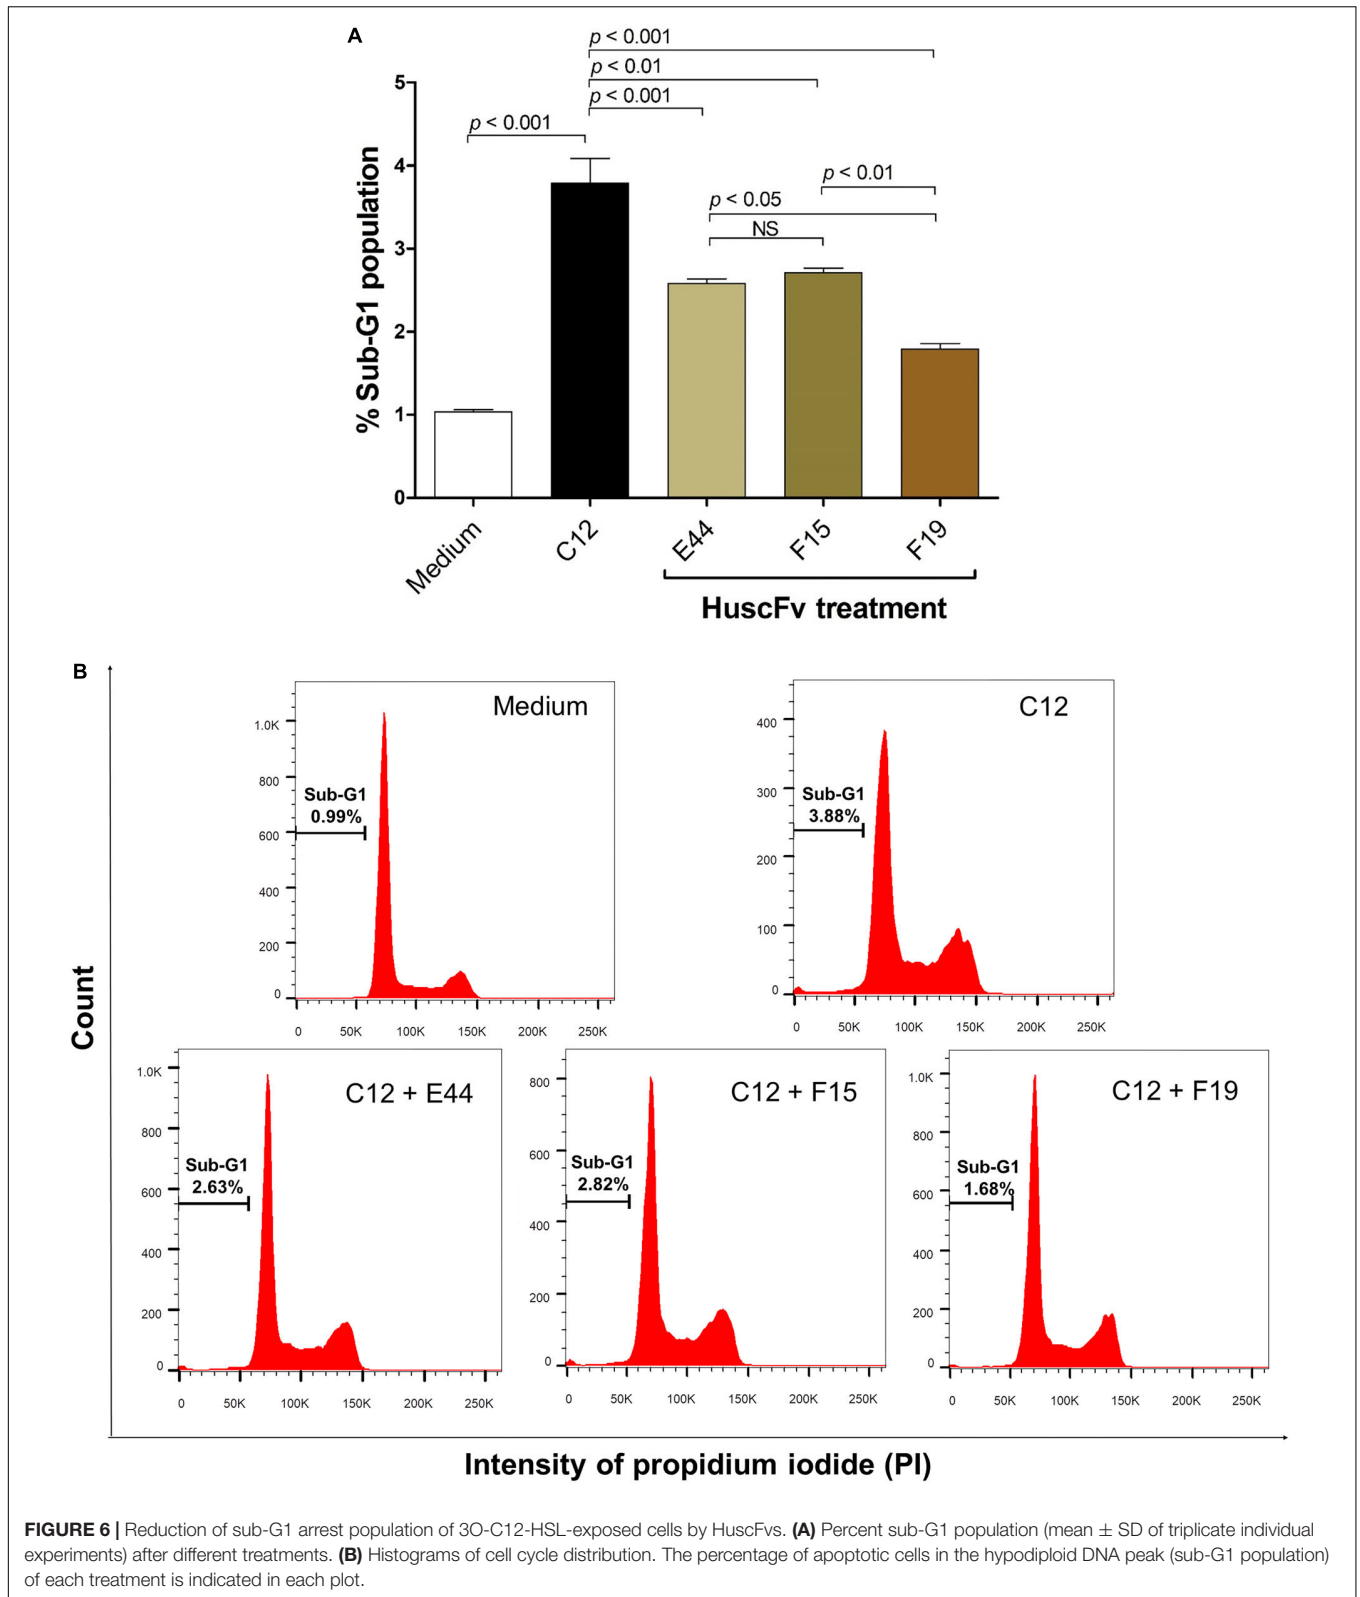 A
p < 0.001
p < 0.01
p < 0.001
p < 0.001
p < 0.01
p < 0.05
NS
% Sub-G1 population
5
4
3
2
1
0
Medium
C12
E44
F15
F19
HuscFv treatment
B
Count
Medium
Sub-G1
0.99%
1.0K
800
600
400
200
0
0 50K 100K 150K 200K 250K
C12
Sub-G1
3.88%
400
300
200
100
0
0 50K 100K 150K 200K 250K
C12 + E44
Sub-G1
2.63%
1.0K
800
600
400
200
0
0 50K 100K 150K 200K 250K
C12 + F15
Sub-G1
2.82%
800
600
400
200
0
0 50K 100K 150K 200K 250K
C12 + F19
Sub-G1
1.68%
1.0K
800
600
400
200
0
0 50K 100K 150K 200K 250K
Intensity of propidium iodide (PI)
FIGURE 6 | Reduction of sub-G1 arrest population of 3O-C12-HSL-exposed cells by HuscFvs. (A) Percent sub-G1 population (mean ± SD of triplicate individual
experiments) after different treatments. (B) Histograms of cell cycle distribution. The percentage of apoptotic cells in the hypodiploid DNA peak (sub-G1 population)
of each treatment is indicated in each plot.